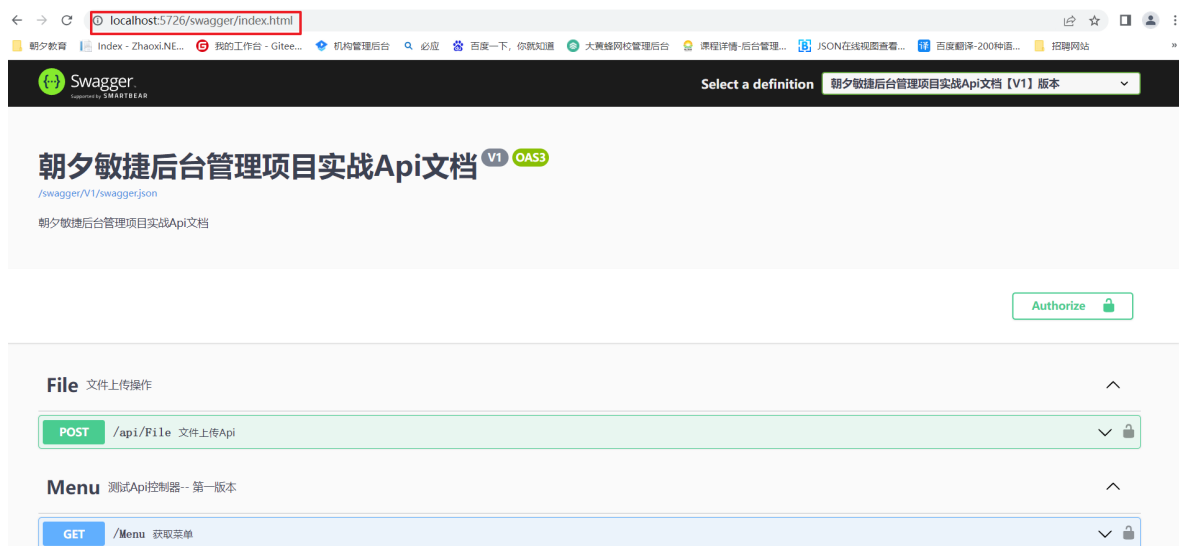 localhost:5726/swagger/index.html
朝夕教育 Index - Zhaoxi.NE... 我的工作台 - Gitee... 机构管理后台 必应 百度一下，你就知道 大黄蜂网校管理后台 课程详情-后台管理... JSON在线视图查看... 百度翻译-200种语... 招聘网站 »
Swagger. Select a definition 朝夕敏捷后台管理项目实战Api文档【V1】版本
Supported by SMARTBEAR
朝夕敏捷后台管理项目实战Api文档 V1 OAS3
/swagger/V1/swagger.json
朝夕敏捷后台管理项目实战Api文档
Authorize
File 文件上传操作
POST /api/File 文件上传Api
Menu 测试Api控制器-- 第一版本
GET /Menu 获取菜单